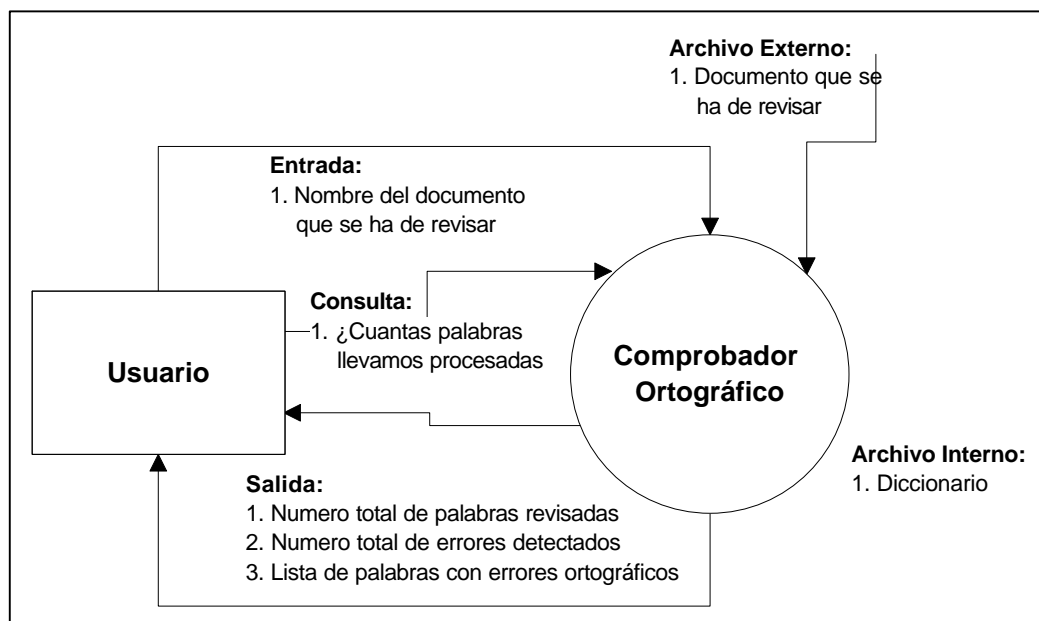 Archivo Externo:
1. Documento que se
ha de revisar
Entrada:
1. Nombre del documento
que se ha de revisar
Consulta:
1. ¿Cuantas palabras
llevamos procesadas
Usuario
Comprobador
Ortográfico
Archivo Interno:
1. Diccionario
Salida:
1. Numero total de palabras revisadas
2. Numero total de errores detectados
3. Lista de palabras con errores ortográficos